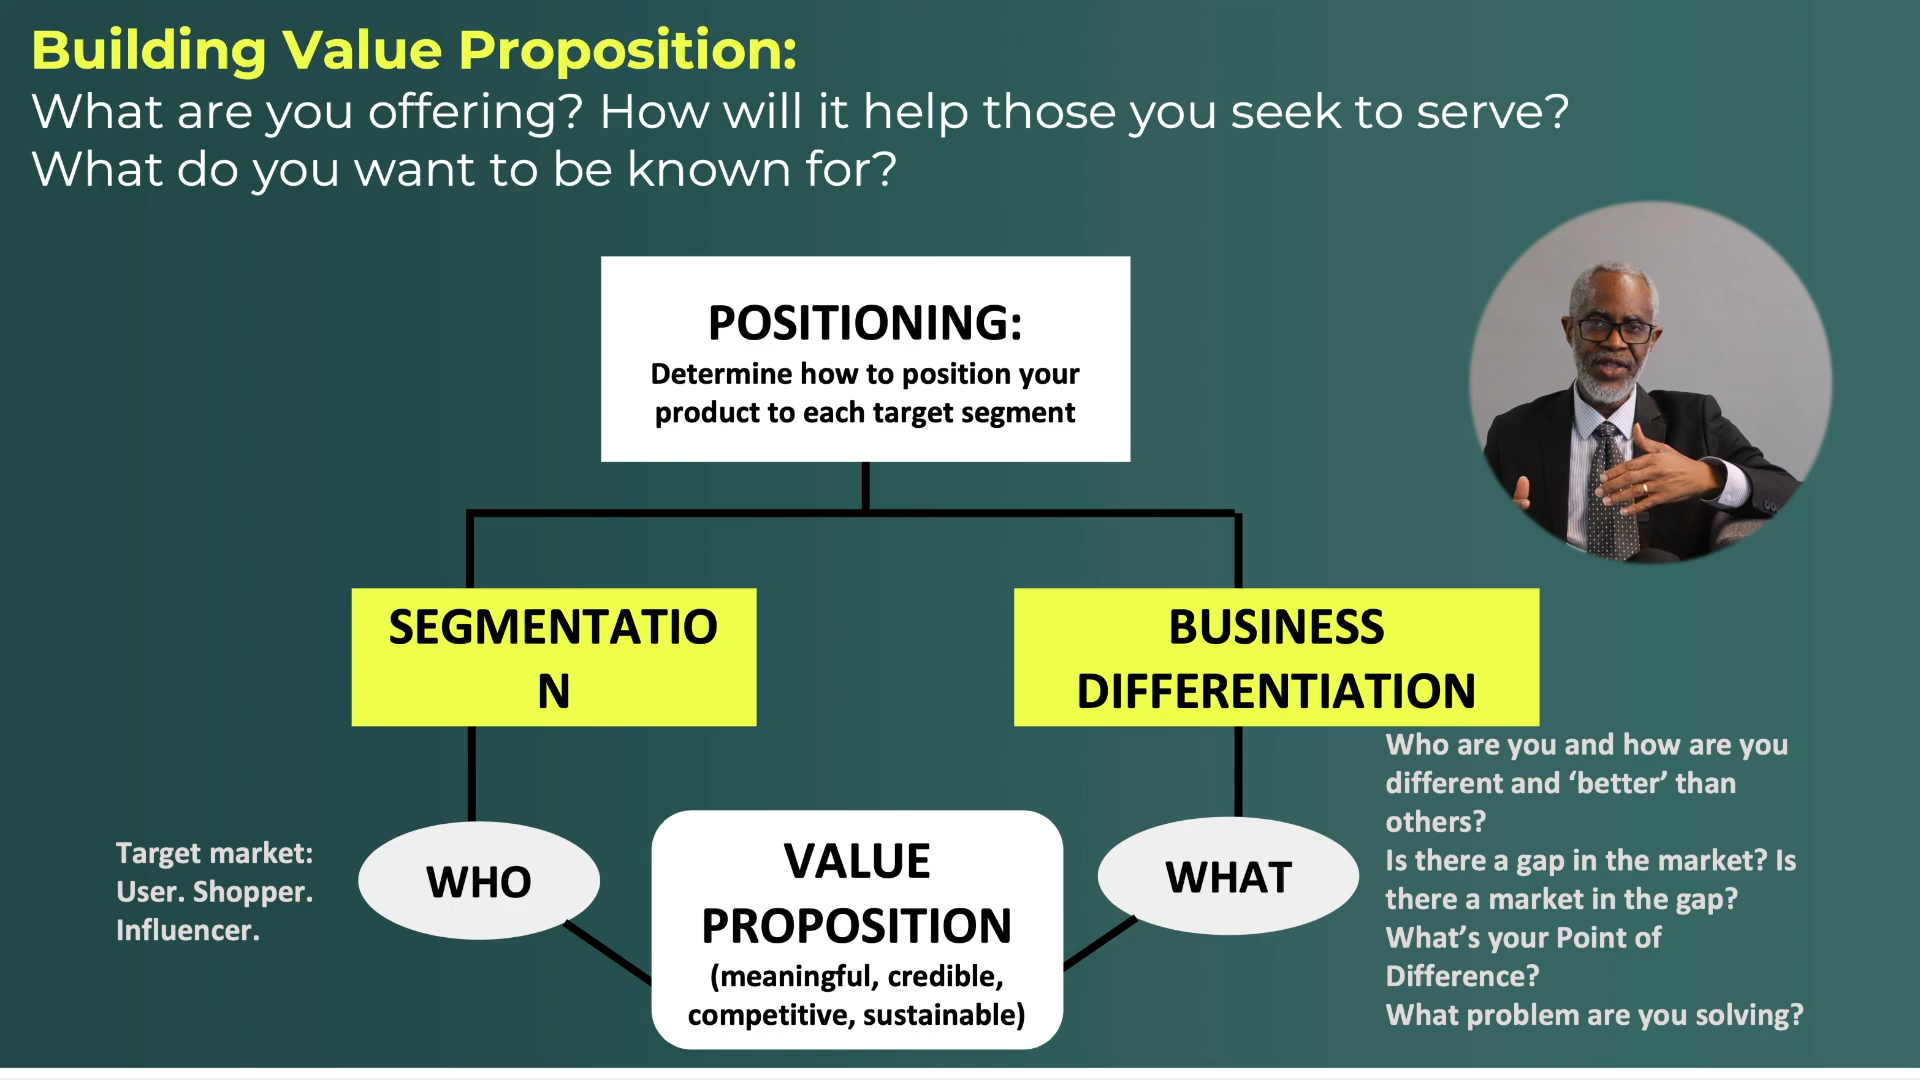 Building Value Proposition:
What are you offering? How will it help those you seek to serve?
What do you want to be known for?
POSITIONING:
Determine how to position your
product to each target segment
SEGMENTATIO
N
BUSINESS
DIFFERENTIATION
Target market:
User. Shopper.
Influencer.
WHO
VALUE
PROPOSITION
(meaningful, credible,
competitive, sustainable)
WHAT
Who are you and how are you
different and ‘better’ than
others?
Is there a gap in the market? Is
there a market in the gap?
What’s your Point of
Difference?
What problem are you solving?